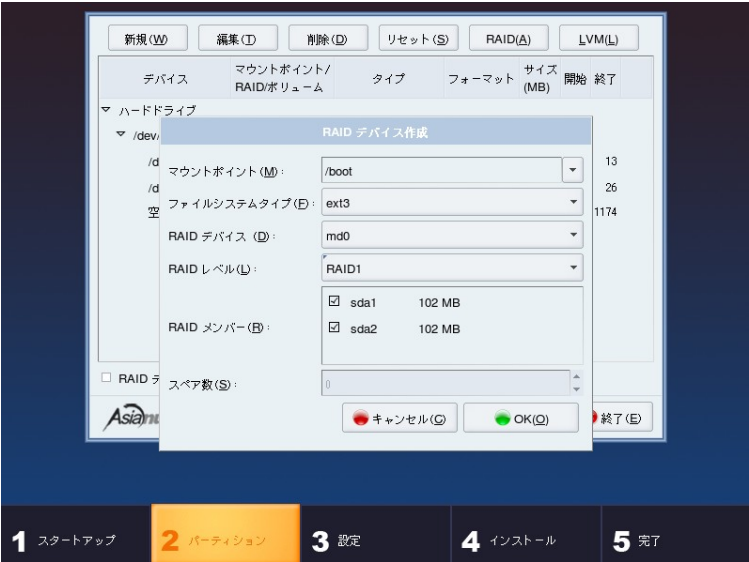 新規(W) 編集(T) 削除(D) リセット(S) RAID(A) LVM(L)
デバイス マウントポイント/ RAID/ボリューム タイプ フォーマット サイズ (MB) 開始 終了
ハードドライブ
/dev/
/d 13
/d 26
空 1174
RAID デバイス作成
マウントポイント(M): /boot
ファイルシステムタイプ(F): ext3
RAID デバイス (D): md0
RAID レベル(L): RAID1
RAID メンバー(R):
sda1 102 MB
sda2 102 MB
スペア数(S): 0
キャンセル(C) OK(O)
RAID デ
Asianu
終了(E)
1 スタートアップ
2 パーティション
3 設定
4 インストール
5 完了